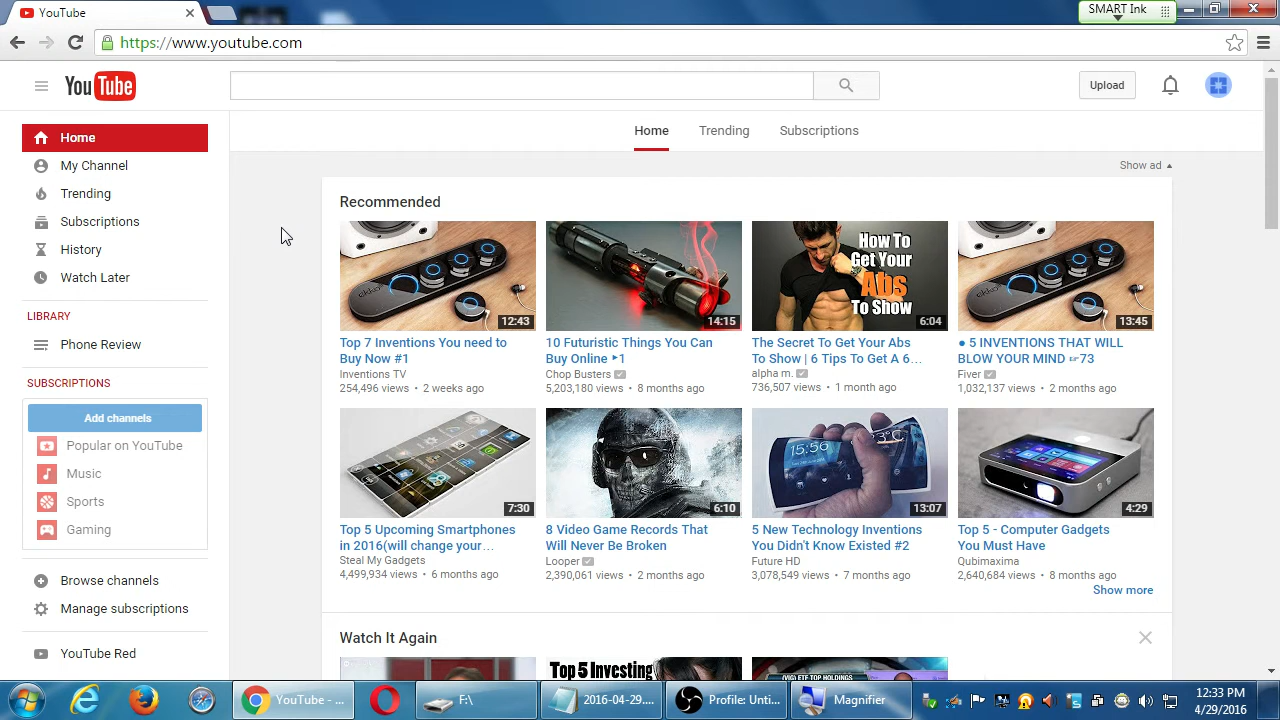 YouTube
SMART Ink
https://www.youtube.com
YouTube
Upload
Home
My Channel
Trending
Subscriptions
History
Watch Later
LIBRARY
Phone Review
SUBSCRIPTIONS
Add channels
Popular on YouTube
Music
Sports
Gaming
Browse channels
Manage subscriptions
YouTube Red
Home Trending Subscriptions
Show ad
Recommended
12:43
Top 7 Inventions You need to
Buy Now #1
Inventions TV
254,496 views • 2 weeks ago
14:15
10 Futuristic Things You Can
Buy Online ‣1
Chop Busters
5,203,180 views • 8 months ago
How To
Get Your
Abs
To Show
6:04
The Secret To Get Your Abs
To Show | 6 Tips To Get A 6...
alpha m.
736,507 views • 1 month ago
13:45
● 5 INVENTIONS THAT WILL
BLOW YOUR MIND ☞73
Fiver
1,032,137 views • 2 months ago
7:30
Top 5 Upcoming Smartphones
in 2016(will change your...
Steal My Gadgets
4,499,934 views • 6 months ago
6:10
8 Video Game Records That
Will Never Be Broken
Looper
2,390,061 views • 2 months ago
15:56
13:07
5 New Technology Inventions
You Didn't Know Existed #2
Future HD
3,078,549 views • 7 months ago
4:29
Top 5 - Computer Gadgets
You Must Have
Qubimaxima
2,640,684 views • 8 months ago
Show more
Watch It Again
Top 5 Investing
ETF TOP HOLDINGS
YouTube - ...
F:\
2016-04-29....
Profile: Unti...
Magnifier
12:33 PM
4/29/2016